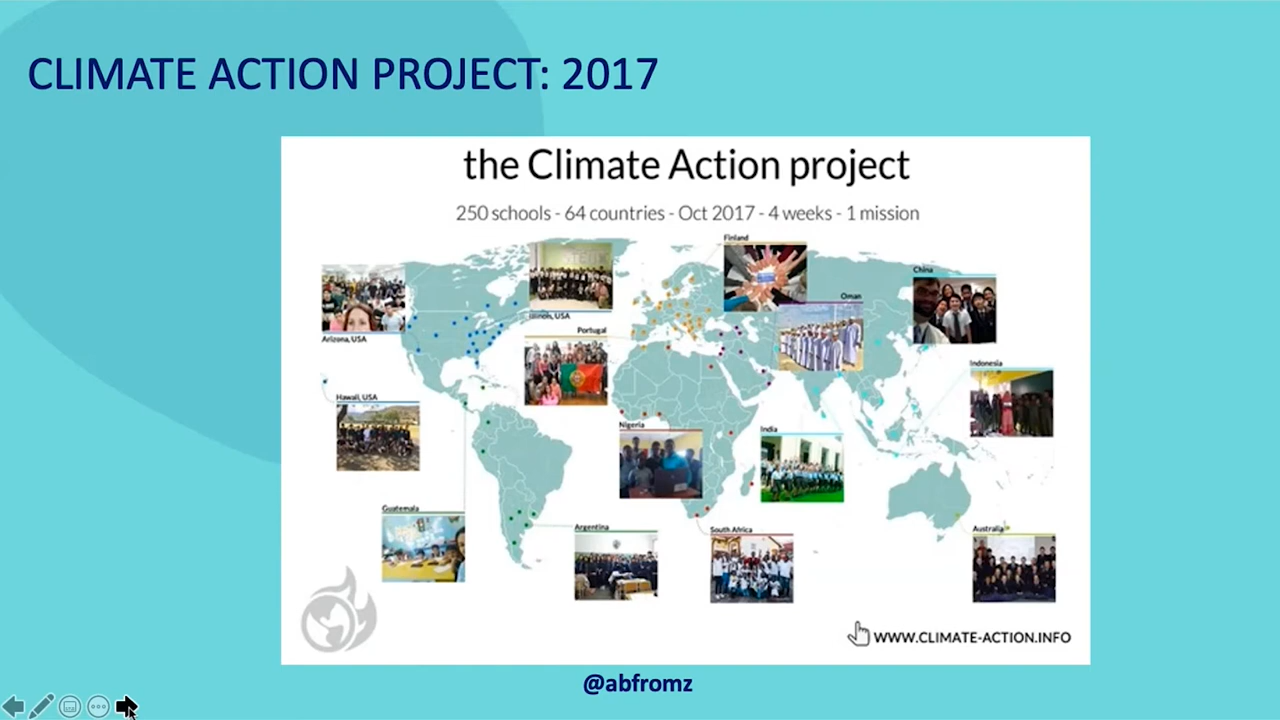 CLIMATE ACTION PROJECT: 2017
the Climate Action project
250 schools - 64 countries - Oct 2017 - 4 weeks - 1 mission
Finland
China
Oman
Illinois, USA
Portugal
Arizona, USA
Indonesia
Hawaii, USA
Nigeria
India
Guatemala
Argentina
South Africa
Australia
WWW.CLIMATE-ACTION.INFO
@abfromz